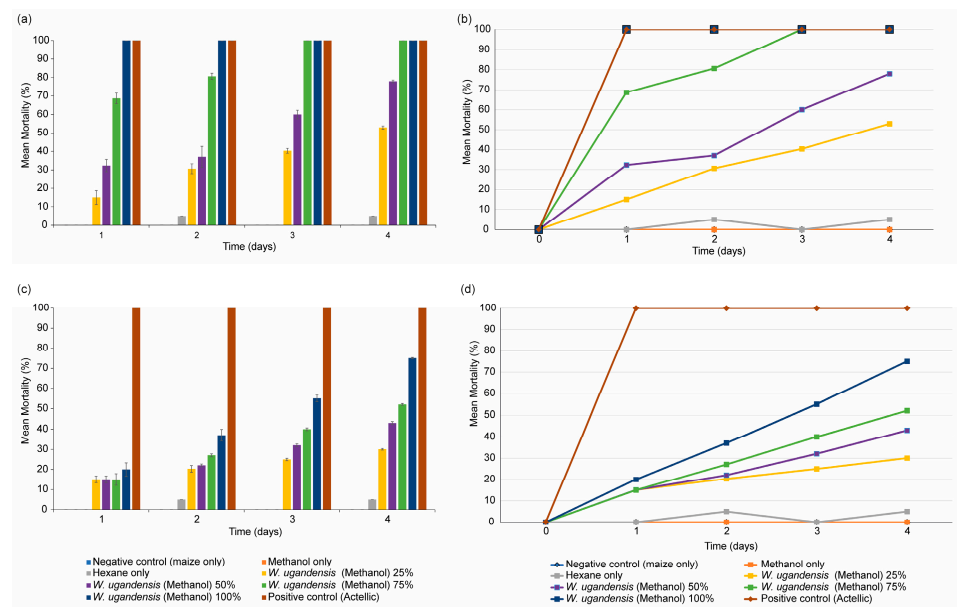 (a)
100
90
80
70
60
50
40
30
20
10
0
Mean Mortality (%)
1 2 3 4
Time (days)
(b)
100
90
80
70
60
50
40
30
20
10
0
Mean Mortality (%)
0 1 2 3 4
Time (days)
(c)
100
90
80
70
60
50
40
30
20
10
0
Mean Mortality (%)
1 2 3 4
Time (days)
Negative control (maize only) Methanol only
Hexane only W. ugandensis (Methanol) 25%
W. ugandensis (Methanol) 50% W. ugandensis (Methanol) 75%
W. ugandensis (Methanol) 100% Positive control (Actellic)
(d)
100
90
80
70
60
50
40
30
20
10
0
Mean Mortality (%)
0 1 2 3 4
Time (days)
Negative control (maize only) Methanol only
Hexane only W. ugandensis (Methanol) 25%
W. ugandensis (Methanol) 50% W. ugandensis (Methanol) 75%
W. ugandensis (Methanol) 100% Positive control (Actellic)